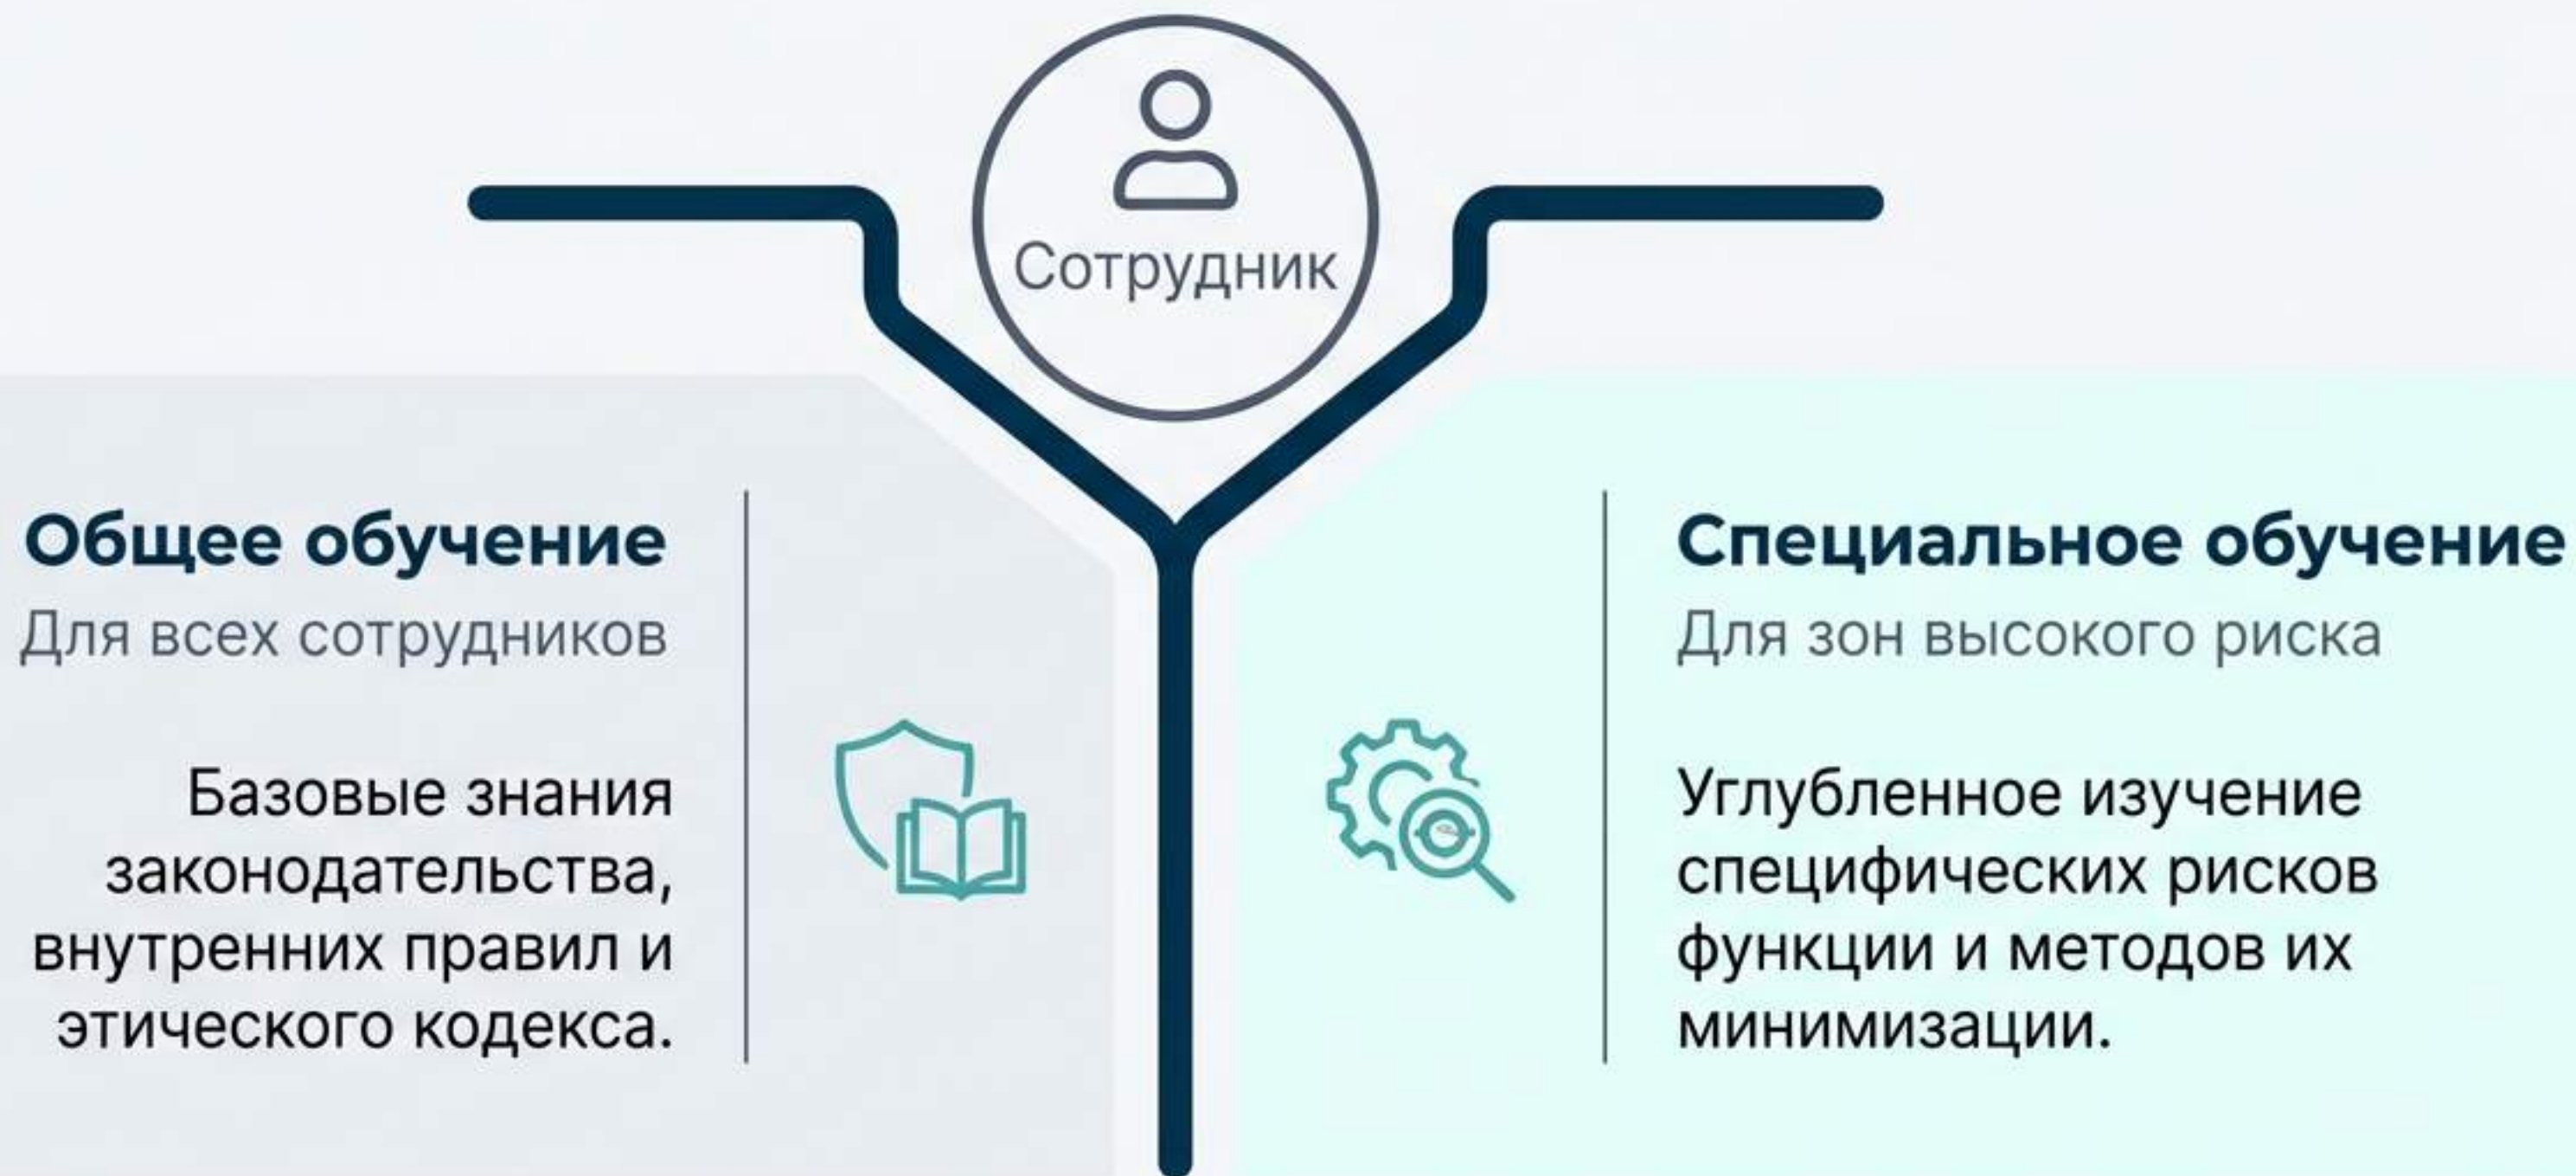 Сотрудник
Общее обучение
Для всех сотрудников
Базовые знания
законодательства,
внутренних правил и
этического кодекса.
Специальное обучение
Для зон высокого риска
Углубленное изучение
специфических рисков
функции и методов их
минимизации.